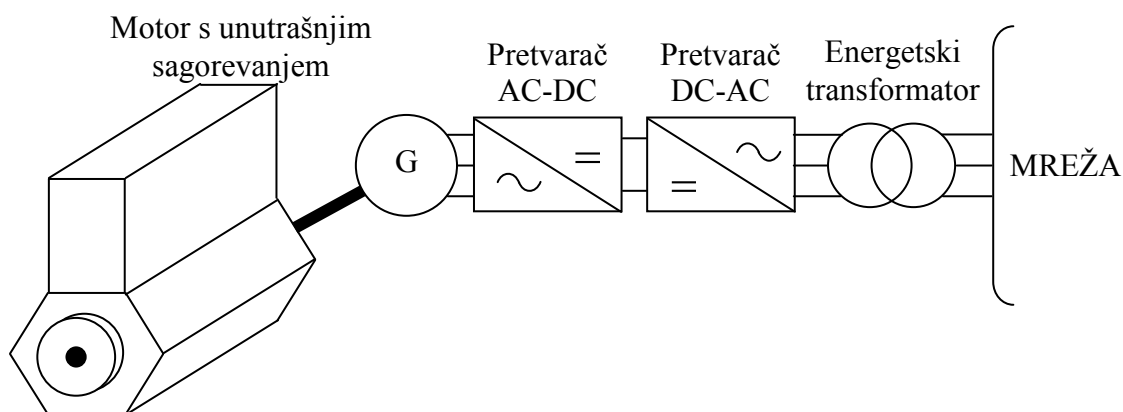 Motor s unutrašnjim
sagorevanjem
G
Pretvarač
AC-DC
Pretvarač
DC-AC
Energetski
transformator
MREŽA